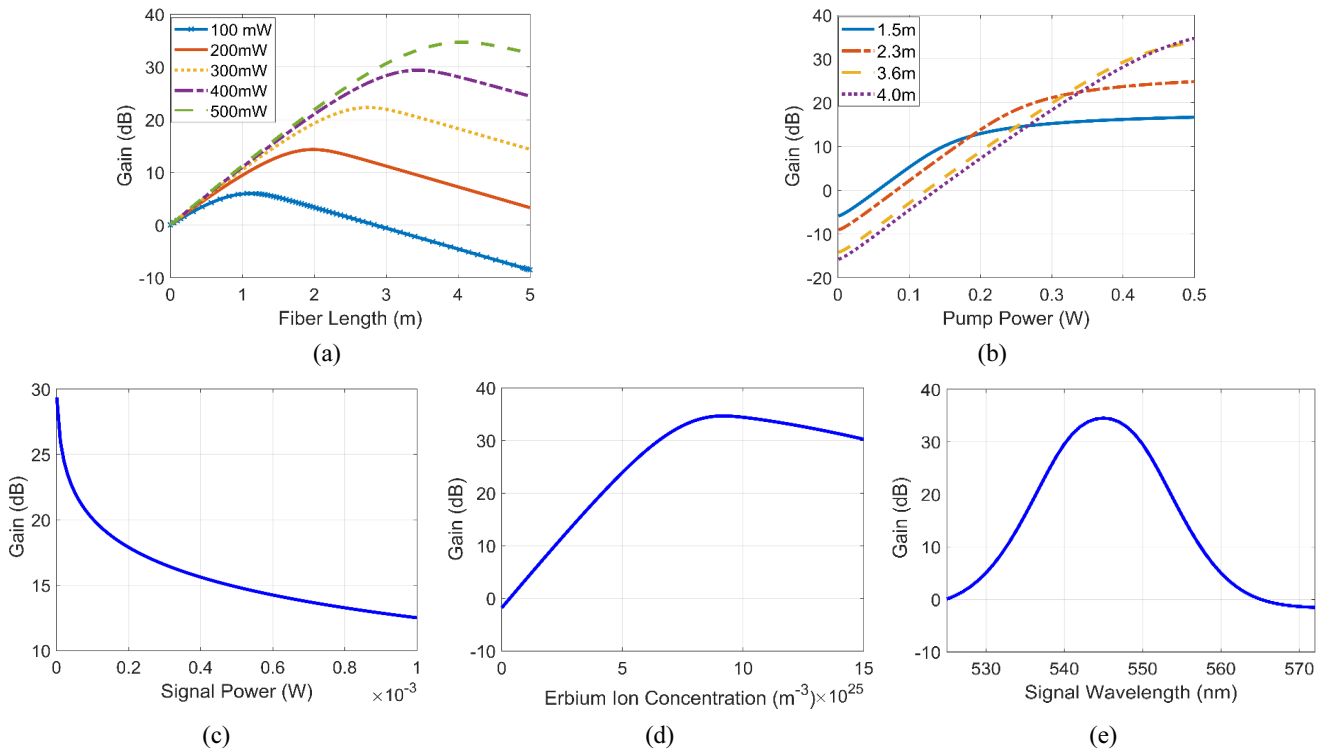 40
30
20
10
0
-10
Gain (dB)
100 mW
200mW
300mW
400mW
500mW
0 1 2 3 4 5
Fiber Length (m)
(a)
40
30
20
10
0
-10
-20
Gain (dB)
1.5m
2.3m
3.6m
4.0m
0 0.1 0.2 0.3 0.4 0.5
Pump Power (W)
(b)
30
25
20
15
10
Gain (dB)
0 0.2 0.4 0.6 0.8 1
Signal Power (W) ×10⁻³
(c)
40
30
20
10
0
-10
Gain (dB)
0 5 10 15
Erbium Ion Concentration (m⁻³)×10²⁵
(d)
40
30
20
10
0
-10
Gain (dB)
530 540 550 560 570
Signal Wavelength (nm)
(e)